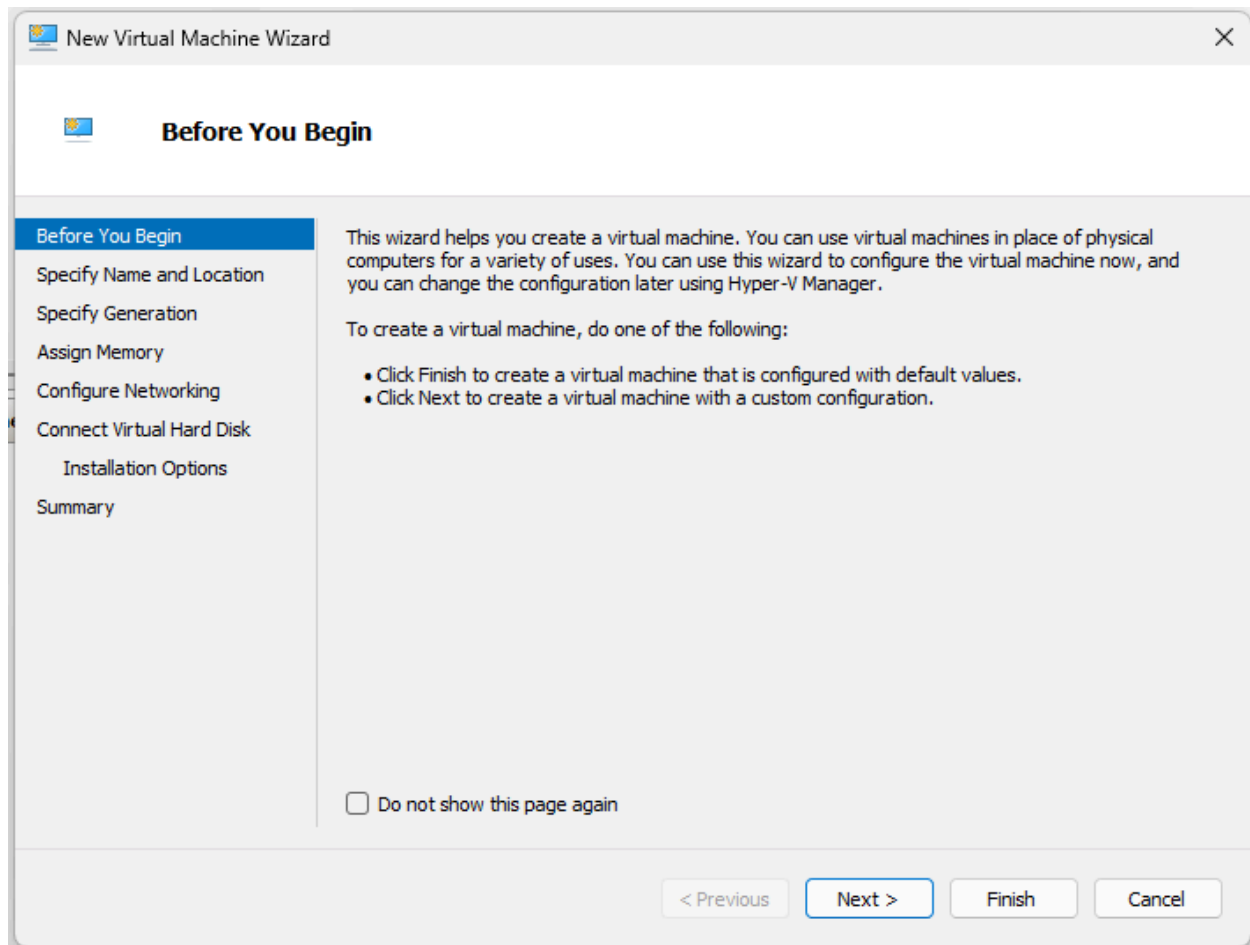 New Virtual Machine Wizard
Before You Begin
Before You Begin
Specify Name and Location
Specify Generation
Assign Memory
Configure Networking
Connect Virtual Hard Disk
Installation Options
Summary
This wizard helps you create a virtual machine. You can use virtual machines in place of physical
computers for a variety of uses. You can use this wizard to configure the virtual machine now, and
you can change the configuration later using Hyper-V Manager.
To create a virtual machine, do one of the following:
• Click Finish to create a virtual machine that is configured with default values.
• Click Next to create a virtual machine with a custom configuration.
Do not show this page again
< Previous
Next >
Finish
Cancel